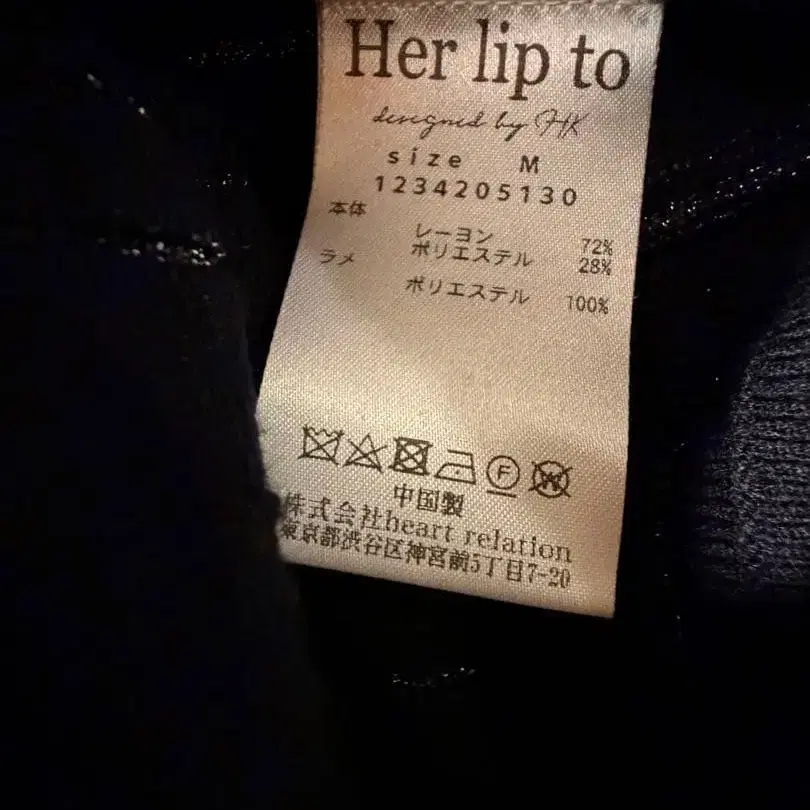 Her lip to
designed by HK
size M
1234205130
本体
レーヨン 72%
ポリエステル 28%
ラメ
ポリエステル 100%
F W
中国製
株式会社heart relation
東京都渋谷区神宮前5丁目7-20